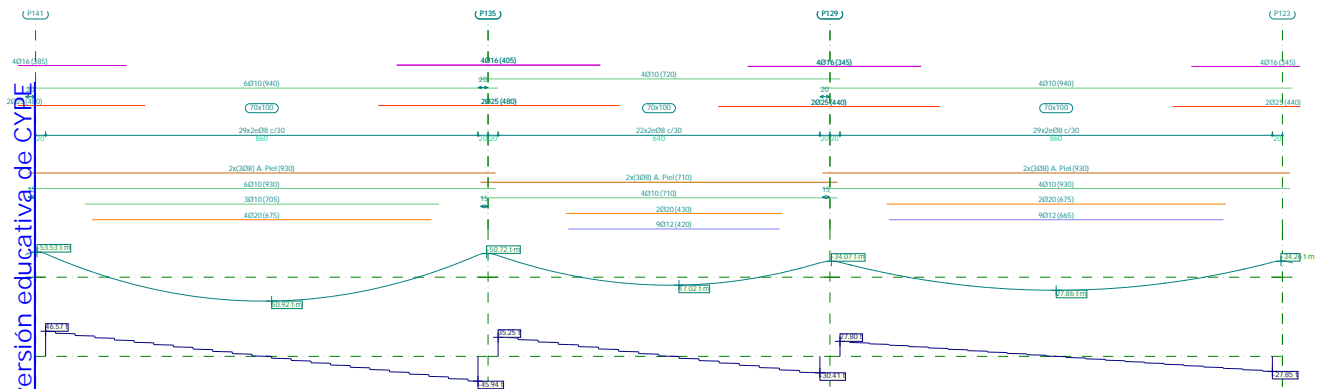 P141 P135 P129 P123
4Ø16(385) 4Ø16(405) 4Ø16(345) 4Ø16(345)
4Ø10(720)
6Ø10(940) 20 20 4Ø10(940)
2Ø25(480) 70x100 2Ø25(480) 70x100 2Ø25(440) 70x100 2Ø25(440)
29x2eØ8 c/30 22x2eØ8 c/30 29x2eØ8 c/30
20 860 20 20 640 20 20 860 20
2x(3Ø8) A. Piel (930) 2x(3Ø8) A. Piel (930)
2x(3Ø8) A. Piel (710)
15 6Ø10(930) 15 4Ø10(930)
4Ø10(710)
3Ø10(705) 15 2Ø20(675)
2Ø20(430)
4Ø20(675) 9Ø12(665)
9Ø12(420)
-53.53 t·m -50.72 t·m -34.07 t·m -34.26 t·m
50.92 t·m 17.02 t·m 27.86 t·m
46.57 t 35.25 t 27.80 t
-45.94 t -30.41 t -27.85 t
versión educativa de CYPE